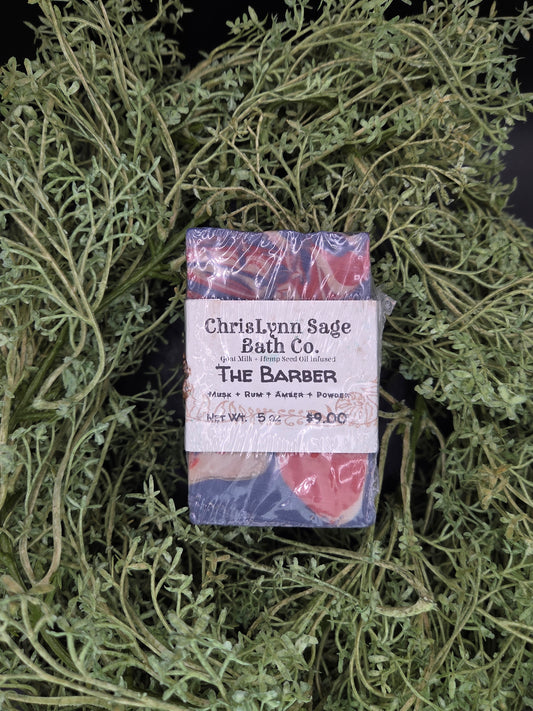 ChrisLynn Sage
Bath Co.
Goat Milk + Hemp Seed Oil Infused
The Barber
Musk + Rum + Amber + Powder
Net Wt. 5 oz $9.00